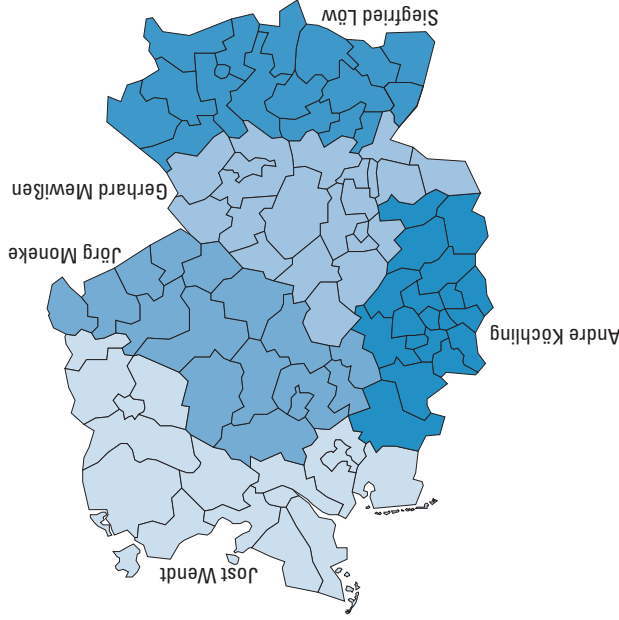 Jost Wendt
Andre Köchling
Jörg Moneke
Gerhard Mewißen
Siegfried Löw